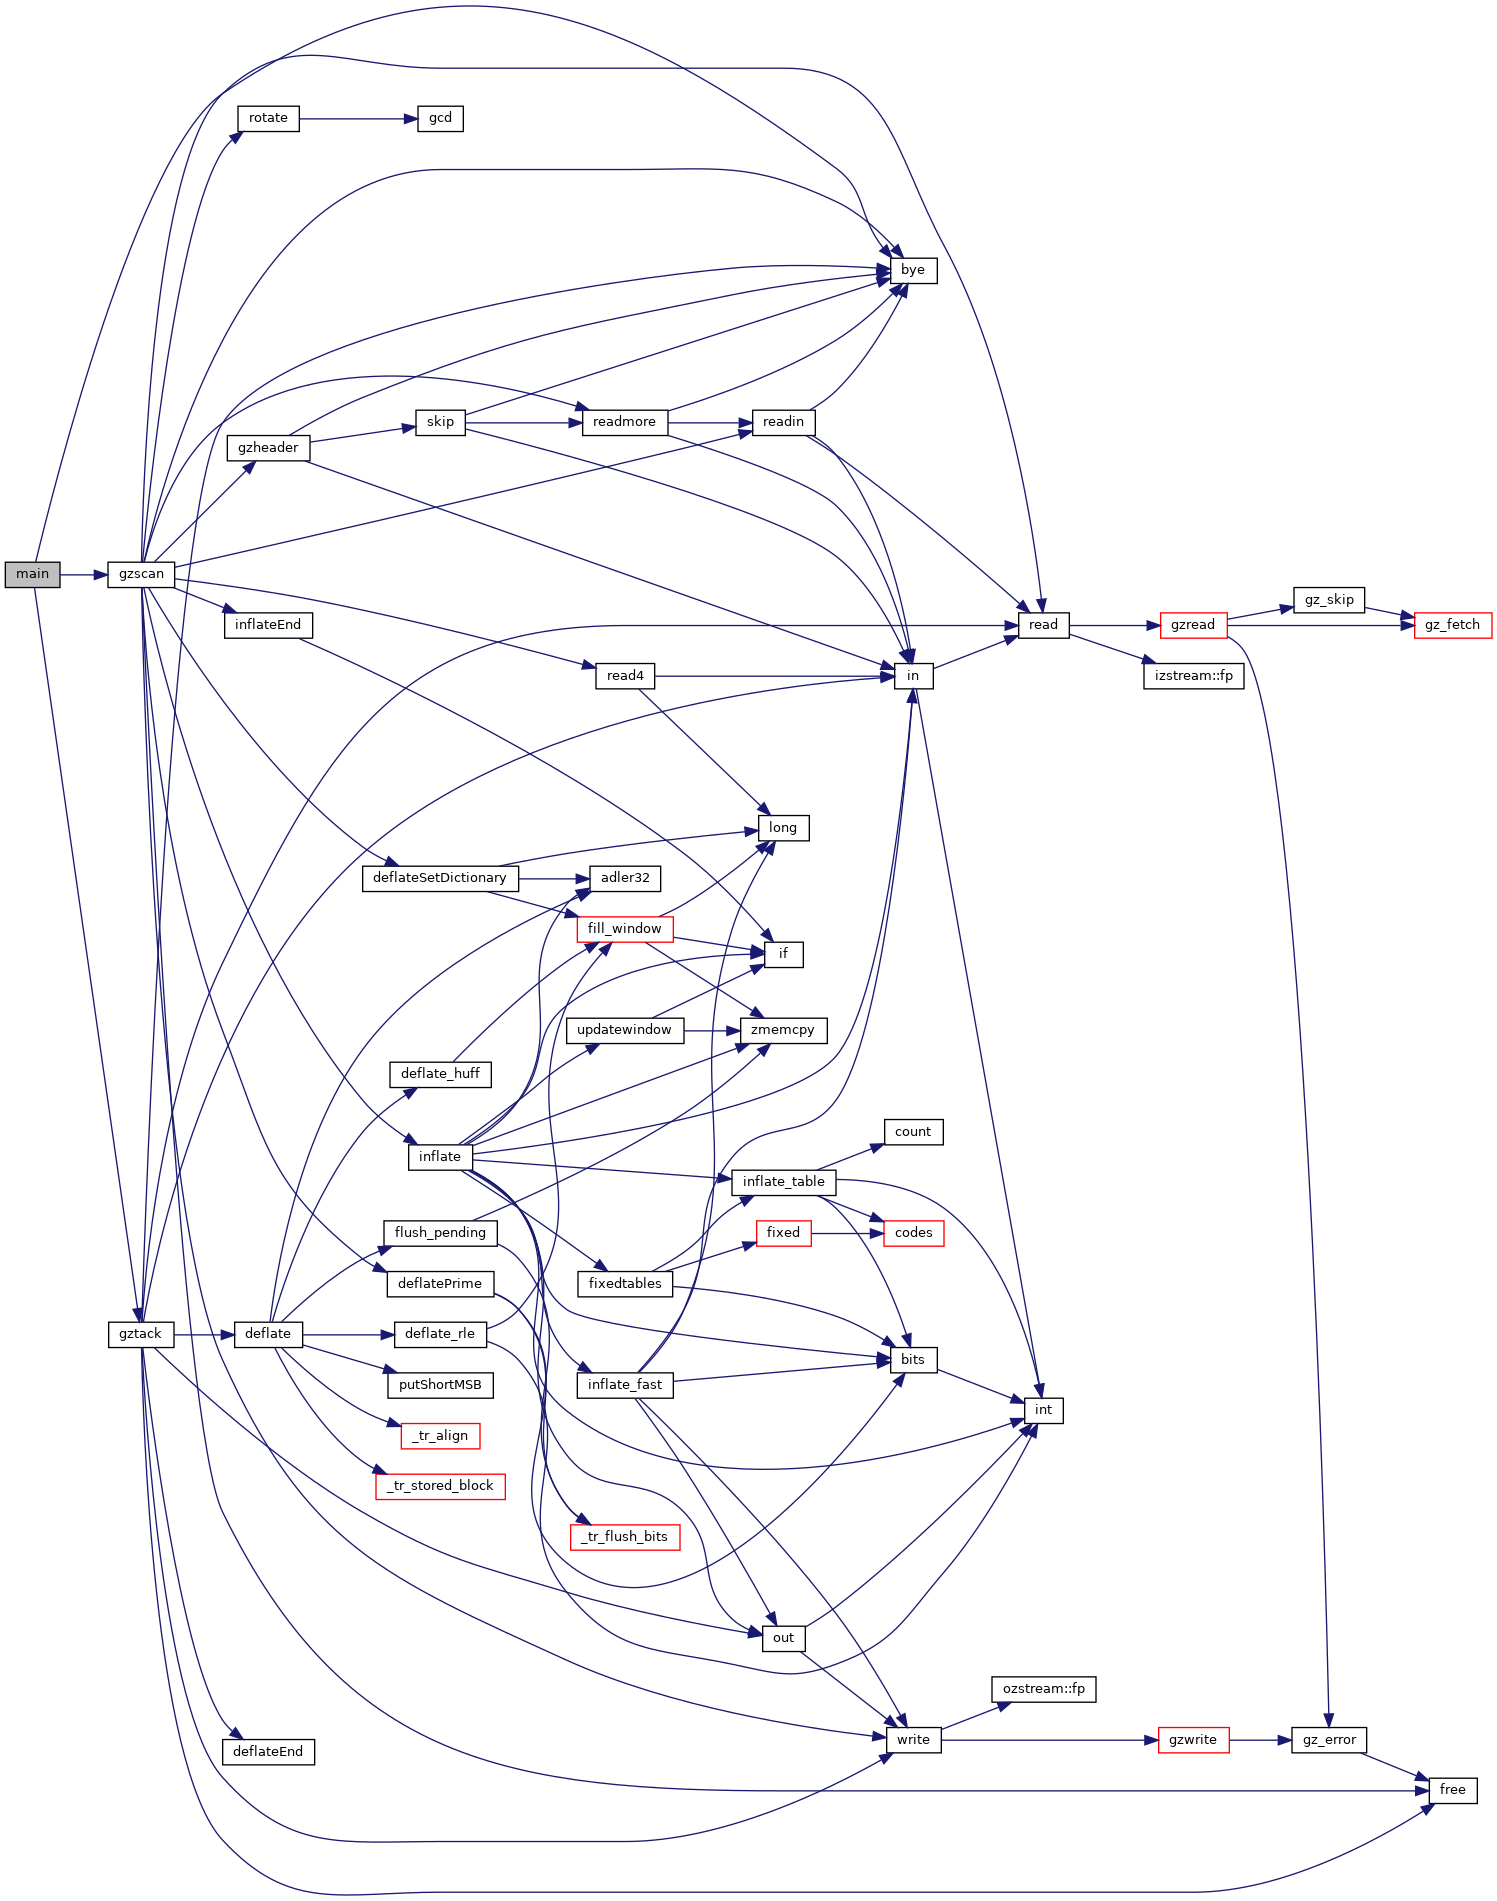 main
gzscan
gztack
rotate
gzheader
inflateEnd
deflate
deflateEnd
gcd
skip
deflateSetDictionary
deflate_huff
inflate
flush_pending
deflatePrime
deflate_rle
putShortMSB
_tr_align
_tr_stored_block
readmore
read4
adler32
fill_window
updatewindow
fixedtables
inflate_fast
_tr_flush_bits
readin
long
if
zmemcpy
inflate_table
fixed
out
bye
in
count
codes
bits
write
read
int
ozstream::fp
gzread
izstream::fp
gzwrite
gz_skip
gz_error
gz_fetch
free